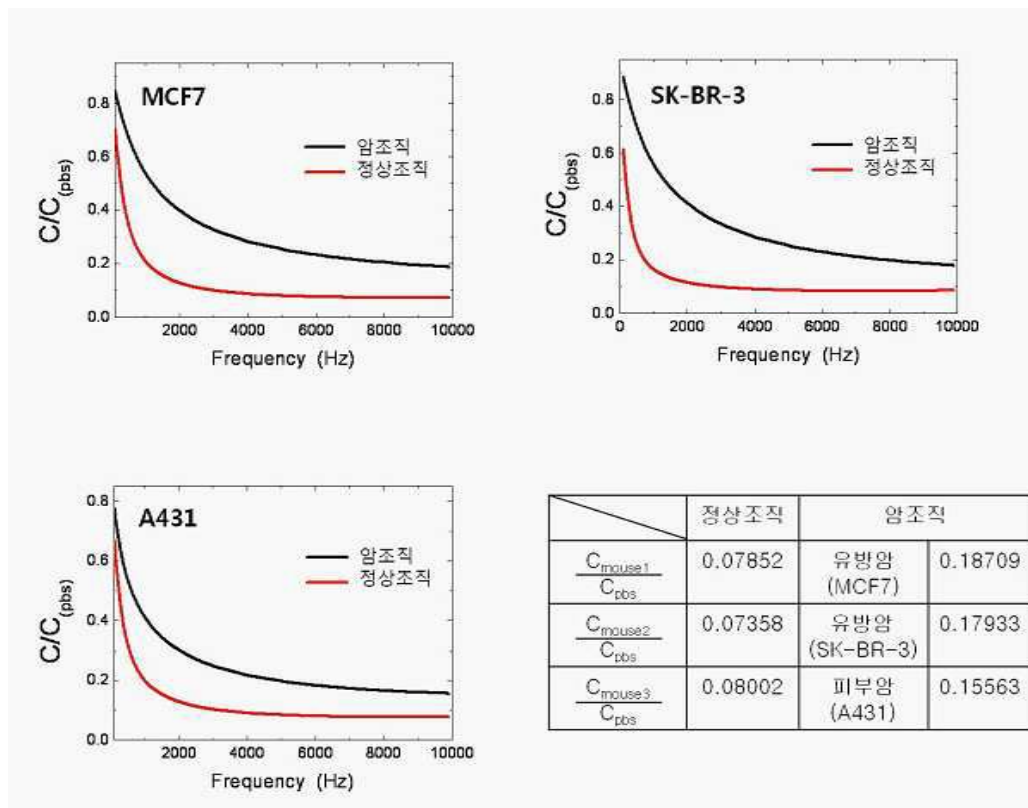 MCF7
암조직
정상조직
C/C(pbs)
0.8
0.6
0.4
0.2
0.0
2000 4000 6000 8000 10000
Frequency (Hz)
SK-BR-3
암조직
정상조직
C/C(pbs)
0.8
0.6
0.4
0.2
0.0
0 2000 4000 6000 8000 10000
Frequency (Hz)
A431
암조직
정상조직
C/C(pbs)
0.8
0.6
0.4
0.2
0.0
2000 4000 6000 8000 10000
Frequency (Hz)
정상조직 암조직
Cmouse1 0.07852 유방암 0.18709
Cpbs (MCF7)
Cmouse2 0.07358 유방암 0.17933
Cpbs (SK-BR-3)
Cmouse3 0.08002 피부암 0.15563
Cpbs (A431)